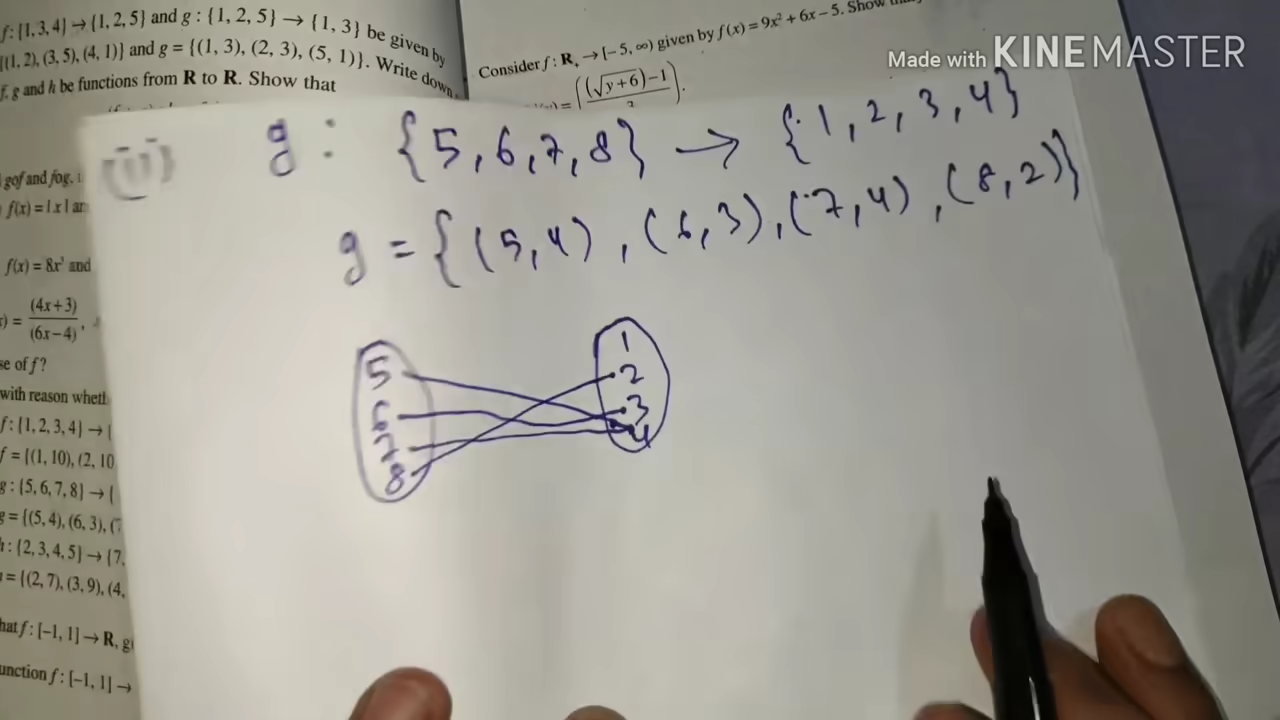 f: {1, 3, 4} → {1, 2, 5} and g : {1, 2, 5} → {1, 3} be given by
{(1, 2), (3, 5), (4, 1)} and g = {(1, 3), (2, 3), (5, 1)}. Write down
f, g and h be functions from R to R. Show that
Consider f : R₊ → [– 5, ∞) given by f(x) = 9x² + 6x – 5. Show
= (((√y+6) – 1)/3).
Made with KINEMASTER
(ii)
g : {5, 6, 7, 8} → {1, 2, 3, 4}
g = {(5, 4), (6, 3), (7, 4), (8, 2)}
5
6
7
8
1
2
3
4
gof and fog,
f(x) = |x|
f(x) = 8x³ and
= (4x+3)/(6x–4),
se of f?
with reason
f : {1, 2, 3, 4} →
f = {(1, 10), (2, 10
g : {5, 6, 7, 8} → {
g = {(5, 4), (6, 3), (
h : {2, 3, 4, 5} → {7,
= {(2, 7), (3, 9), (4,
hat f : [–1, 1] → R, g
unction f : [–1, 1] →